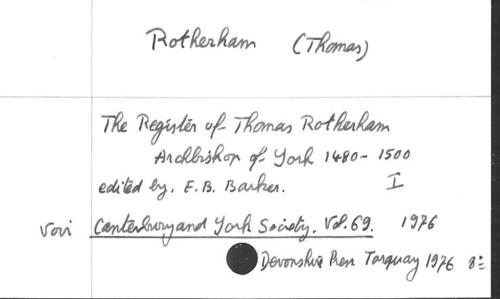 Rotherham (Thomas)
The Register of Thomas Rotherham
Archbishop of York 1480-1500
edited by. E. B. Barker. I
Canterbury and York Society. Vol. 69. 1976
Devonshire Press Torquay 1976 8º